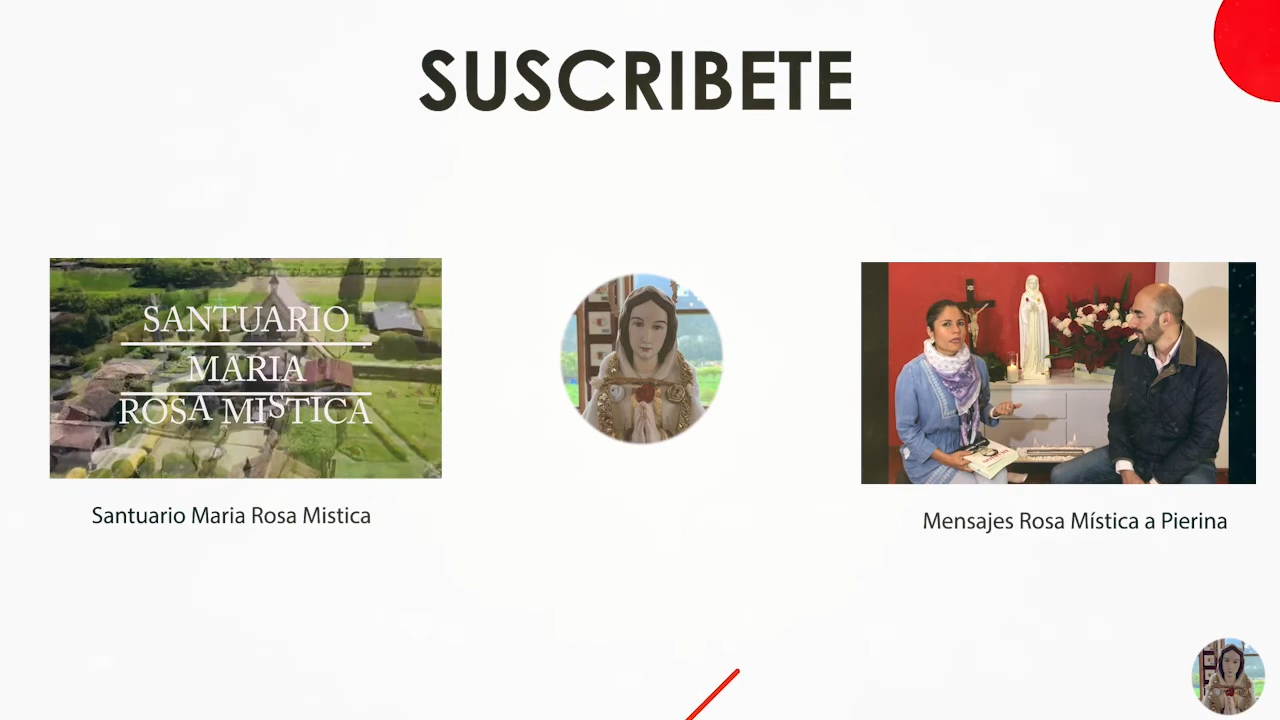 SUSCRIBETE
SANTUARIO
MARIA
ROSA MISTICA
Santuario Maria Rosa Mistica
Mensajes Rosa Mística a Pierina